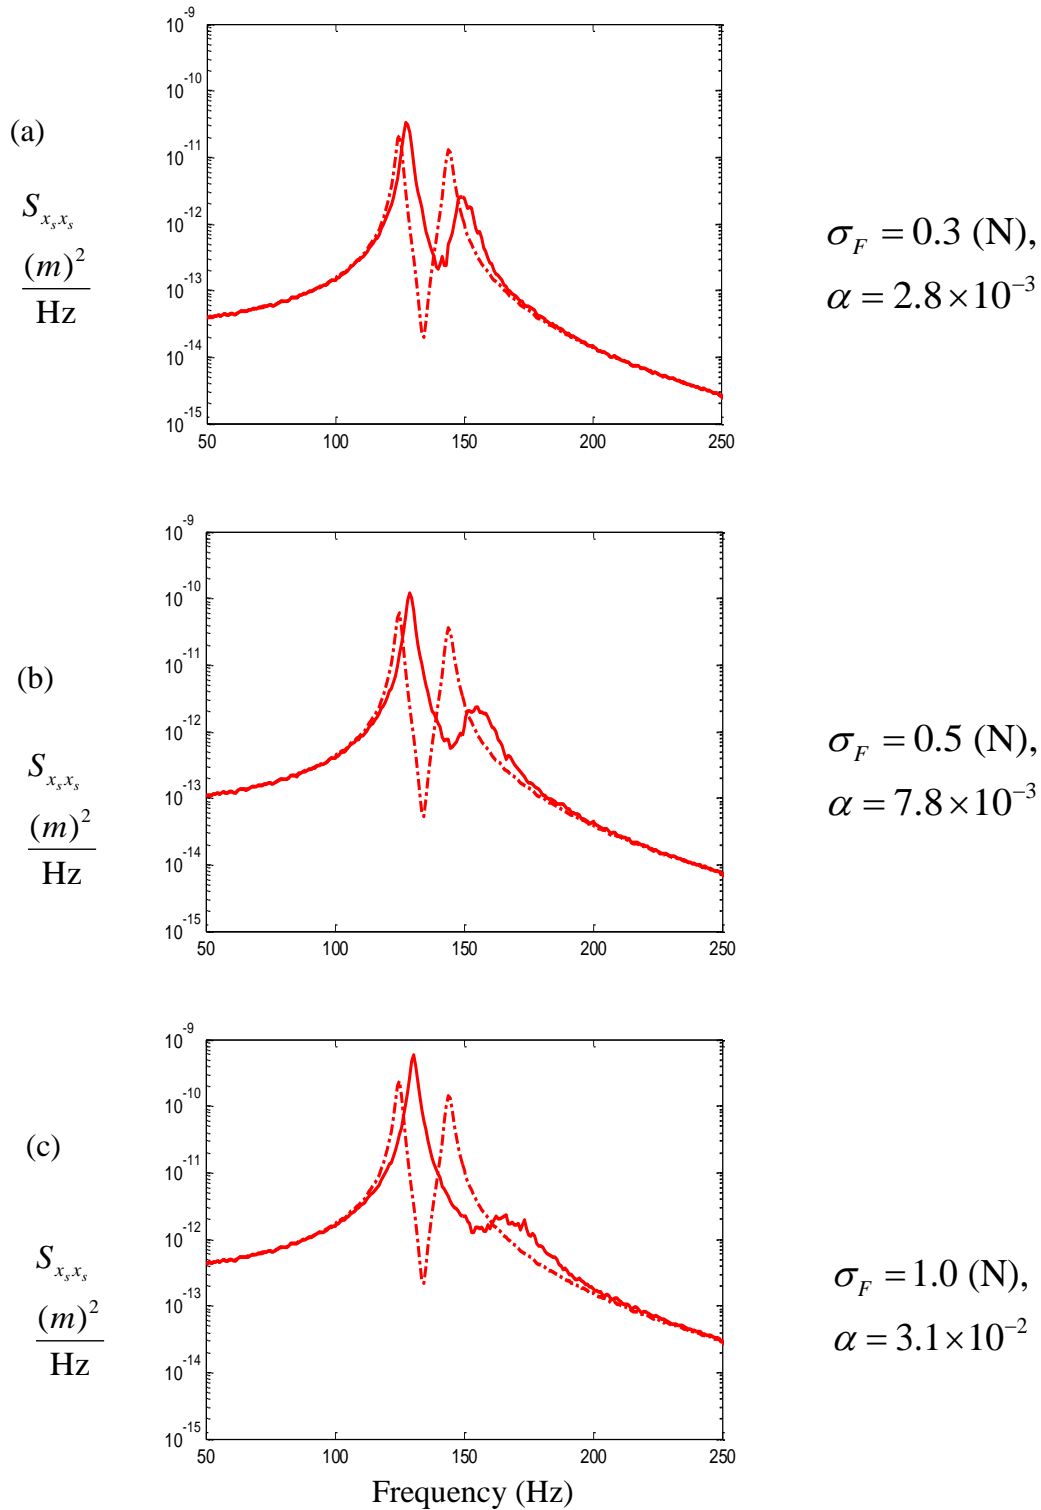 10^-9
10^-10
(a)
10^-11
S_{x_s x_s}
10^-12
(m)^2
Hz
10^-13
10^-14
10^-15
50 100 150 200 250
σ_F = 0.3 (N),
α = 2.8×10^-3
10^-9
10^-10
10^-11
(b)
10^-12
S_{x_s x_s}
10^-13
(m)^2
Hz
10^-14
10^-15
50 100 150 200 250
σ_F = 0.5 (N),
α = 7.8×10^-3
10^-9
10^-10
(c)
10^-11
10^-12
S_{x_s x_s}
10^-13
(m)^2
Hz
10^-14
10^-15
50 100 150 200 250
Frequency (Hz)
σ_F = 1.0 (N),
α = 3.1×10^-2